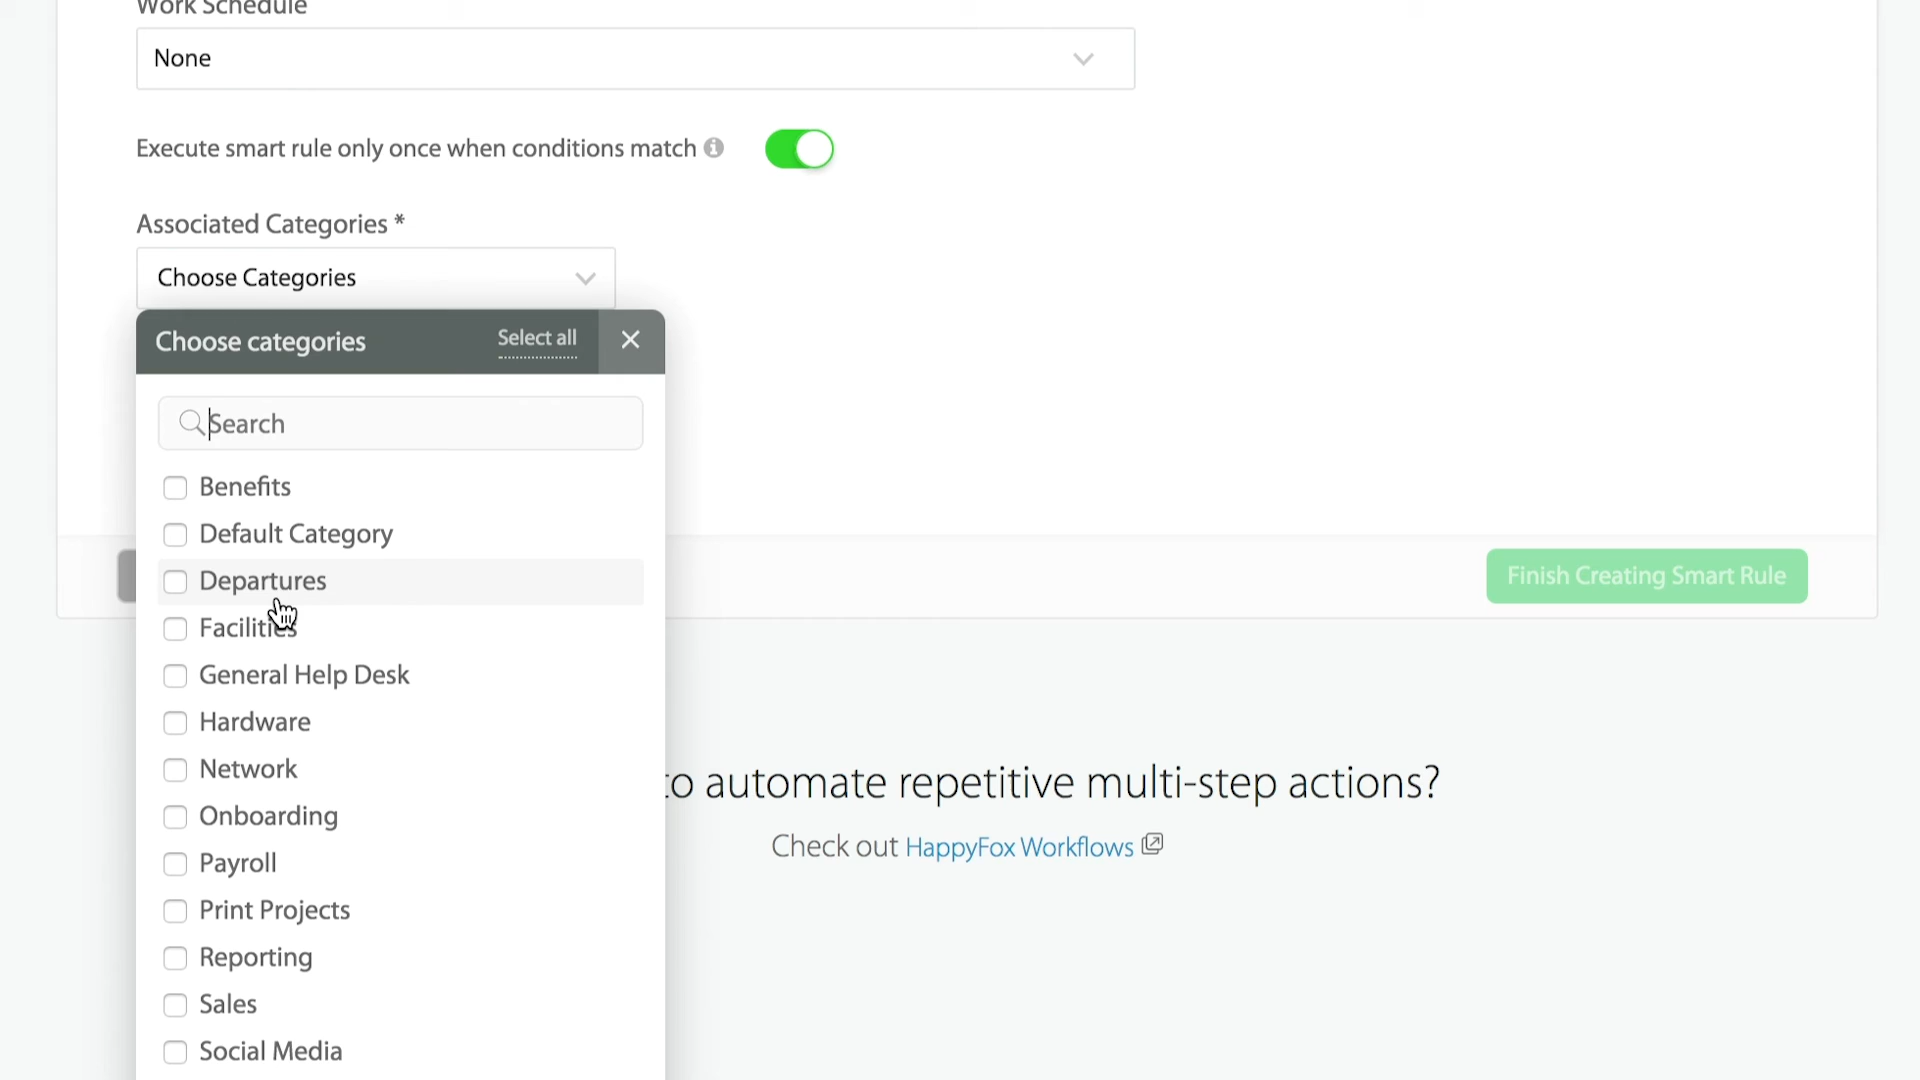 Work Schedule
None
Execute smart rule only once when conditions match
Associated Categories *
Choose Categories
Choose categories
Select all
Search
Benefits
Default Category
Departures
Facilities
General Help Desk
Hardware
Network
Onboarding
Payroll
Print Projects
Reporting
Sales
Social Media
Finish Creating Smart Rule
to automate repetitive multi-step actions?
Check out HappyFox Workflows